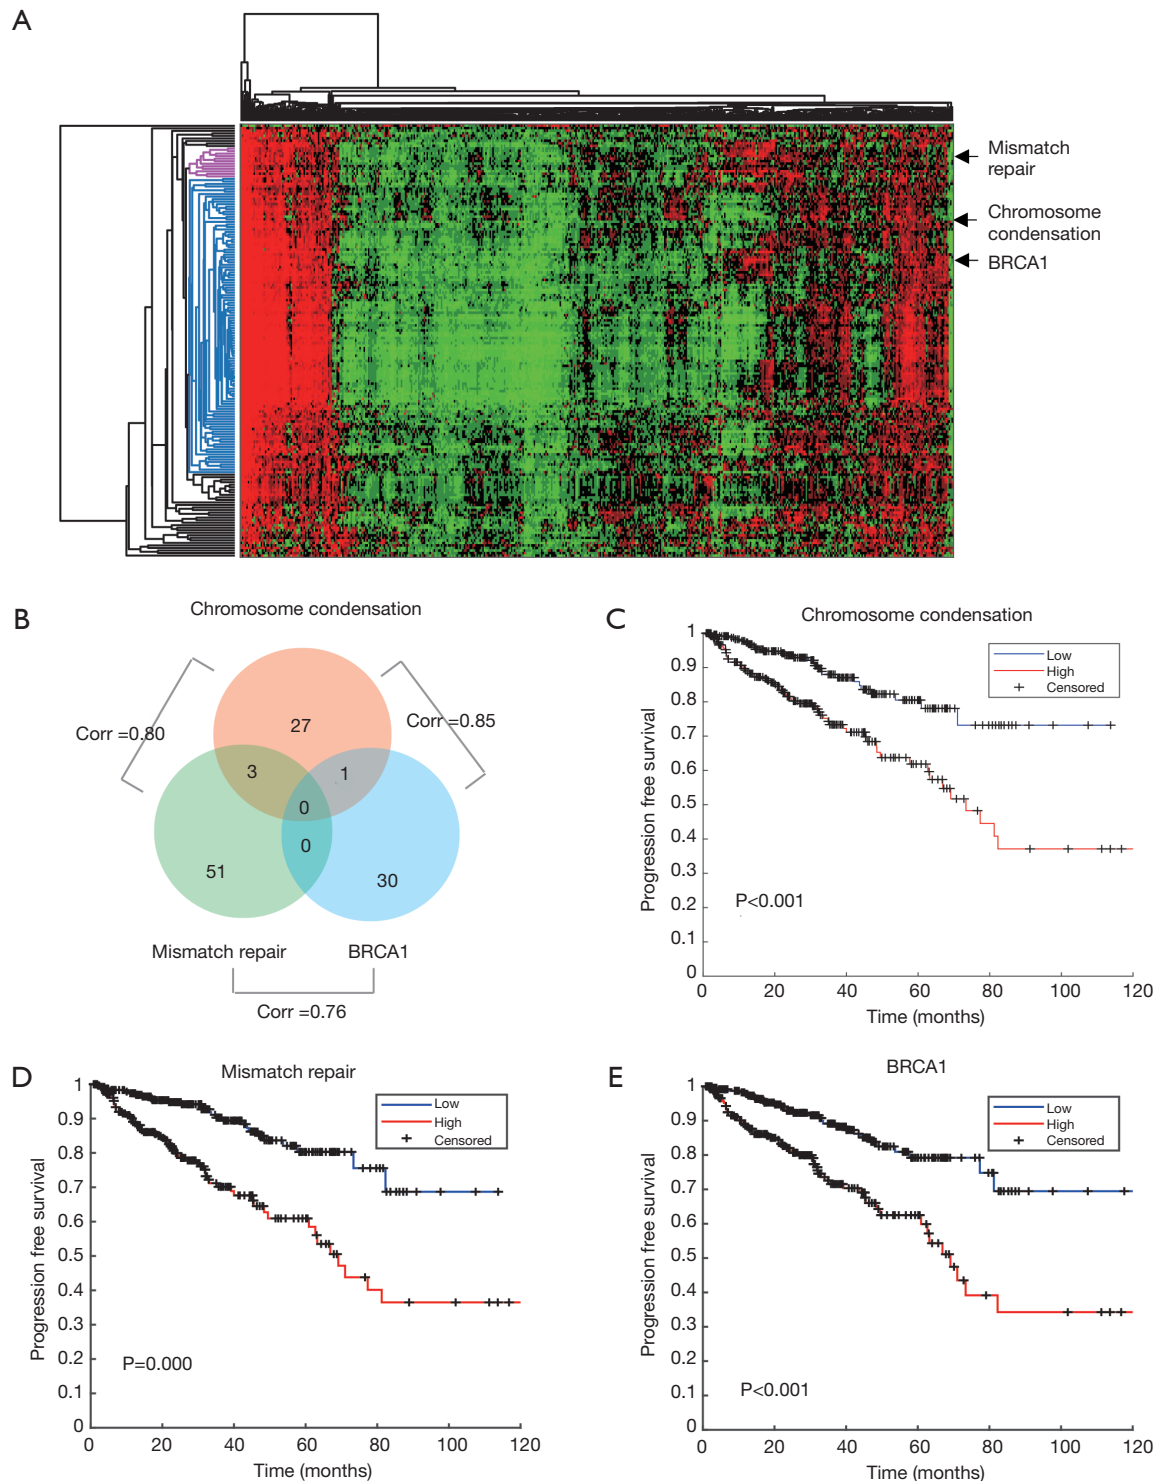 A
Mismatch
repair
Chromosome
condensation
BRCA1
B
Chromosome condensation
27
Corr =0.80
Corr =0.85
3
1
0
0
51
30
Mismatch repair
BRCA1
Corr =0.76
C
Chromosome condensation
1
0.9
0.8
0.7
0.6
0.5
0.4
0.3
0.2
0.1
0
Progression free survival
Low
High
Censored
P<0.001
0 20 40 60 80 100 120
Time (months)
D
Mismatch repair
1
0.9
0.8
0.7
0.6
0.5
0.4
0.3
0.2
0.1
0
Progression free survival
Low
High
Censored
P=0.000
0 20 40 60 80 100 120
Time (months)
E
BRCA1
1
0.9
0.8
0.7
0.6
0.5
0.4
0.3
0.2
0.1
0
Progression free survival
Low
High
Censored
P<0.001
0 20 40 60 80 100 120
Time (months)